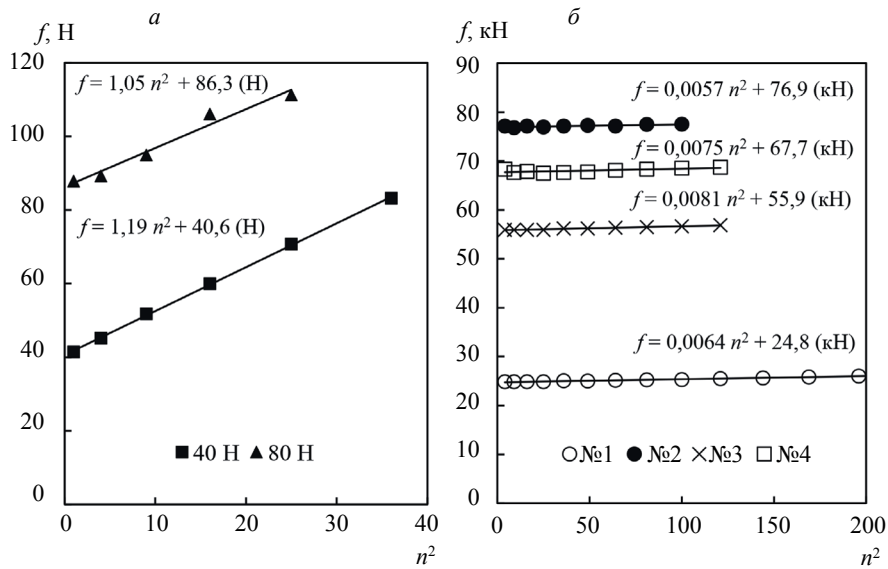 а
f, Н
120
100
80
60
40
20
0
f = 1,05 n² + 86,3 (Н)
f = 1,19 n² + 40,6 (Н)
■ 40 Н ▲ 80 Н
0 10 20 30 40
n²
б
f, кН
90
80
70
60
50
40
30
20
10
0
f = 0,0057 n² + 76,9 (кН)
f = 0,0075 n² + 67,7 (кН)
f = 0,0081 n² + 55,9 (кН)
f = 0,0064 n² + 24,8 (кН)
○№1 ●№2 ×№3 □№4
0 50 100 150 200
n²